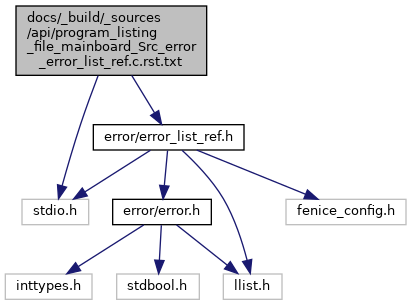 docs/_build/_sources
/api/program_listing
_file_mainboard_Src_error
_error_list_ref.c.rst.txt
error/error_list_ref.h
stdio.h
error/error.h
fenice_config.h
inttypes.h
stdbool.h
llist.h